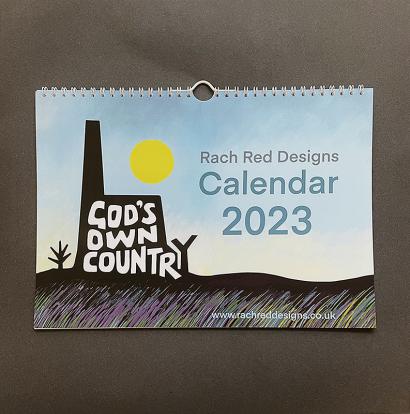 Rach Red Designs
Calendar
2023
GOD'S
OWN
COUNTRY
www.rachreddesigns.co.uk